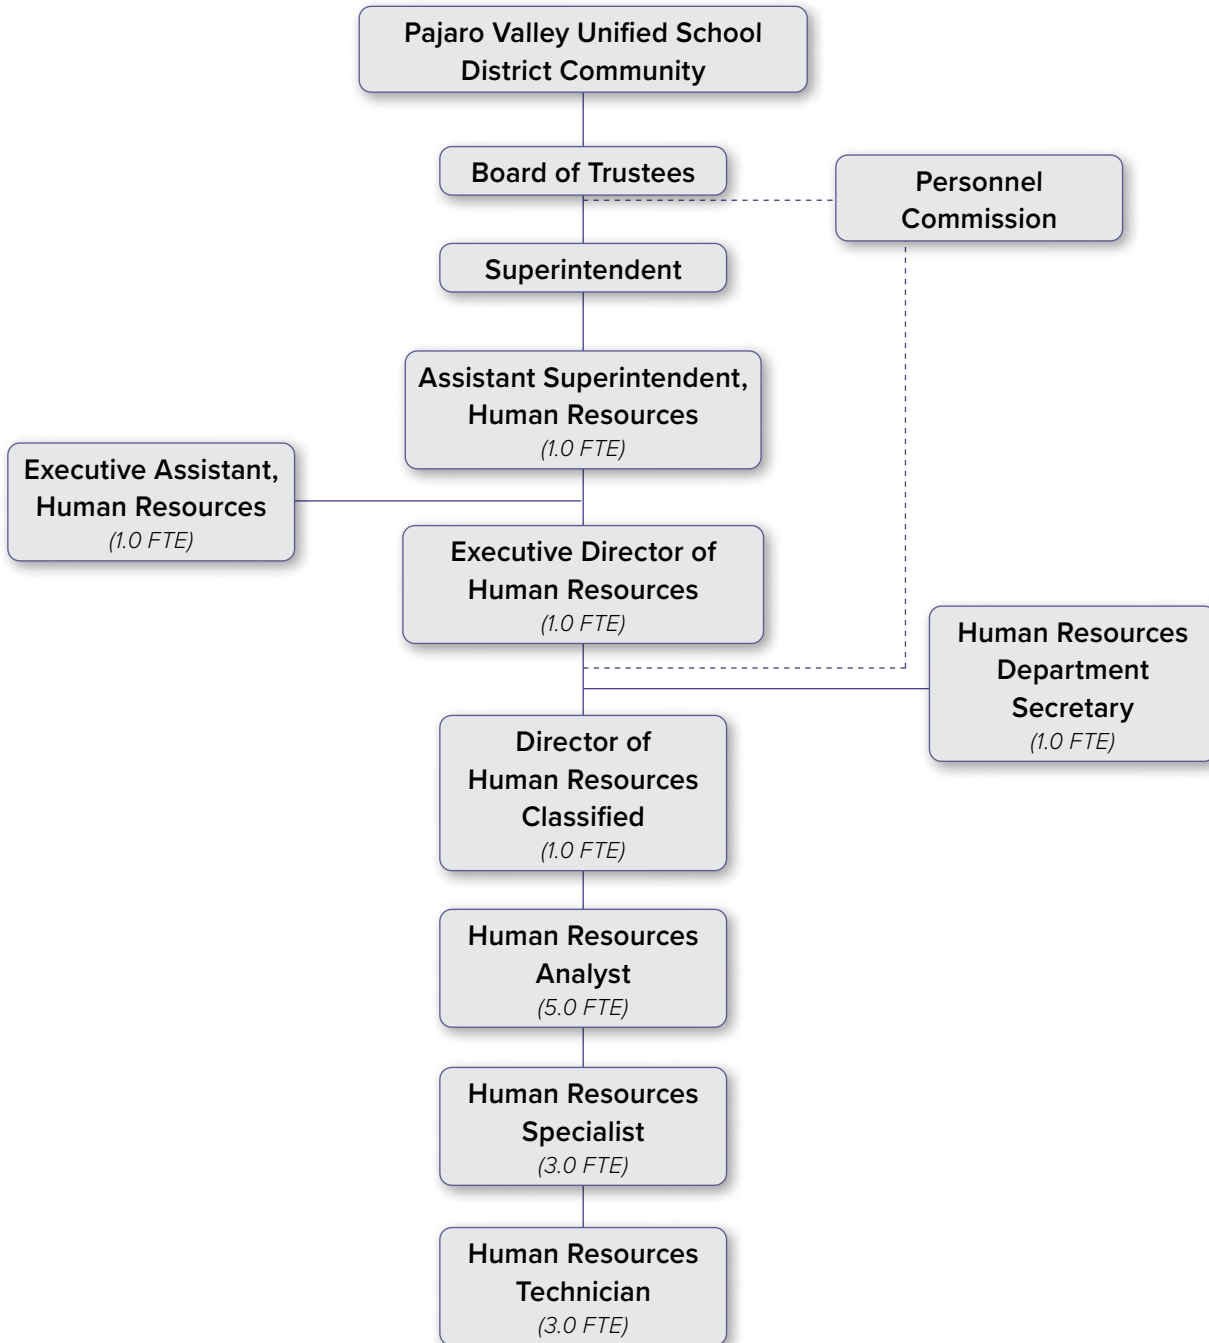 Pajaro Valley Unified School
District Community
Board of Trustees
Personnel
Commission
Superintendent
Assistant Superintendent,
Human Resources
(1.0 FTE)
Executive Assistant,
Human Resources
(1.0 FTE)
Executive Director of
Human Resources
(1.0 FTE)
Human Resources
Department
Secretary
(1.0 FTE)
Director of
Human Resources
Classified
(1.0 FTE)
Human Resources
Analyst
(5.0 FTE)
Human Resources
Specialist
(3.0 FTE)
Human Resources
Technician
(3.0 FTE)